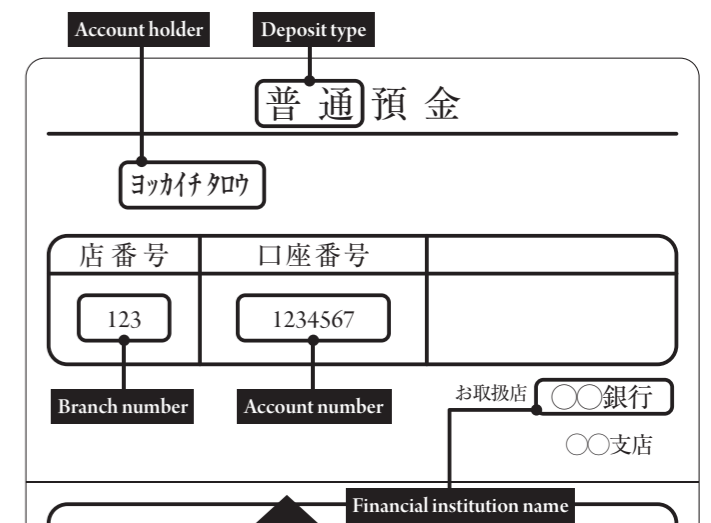 Account holder
Deposit type
普通預金
ﾖｯｶｲﾁ ﾀﾛｳ
店番号
口座番号
123
1234567
Branch number
Account number
お取扱店
○○銀行
○○支店
Financial institution name